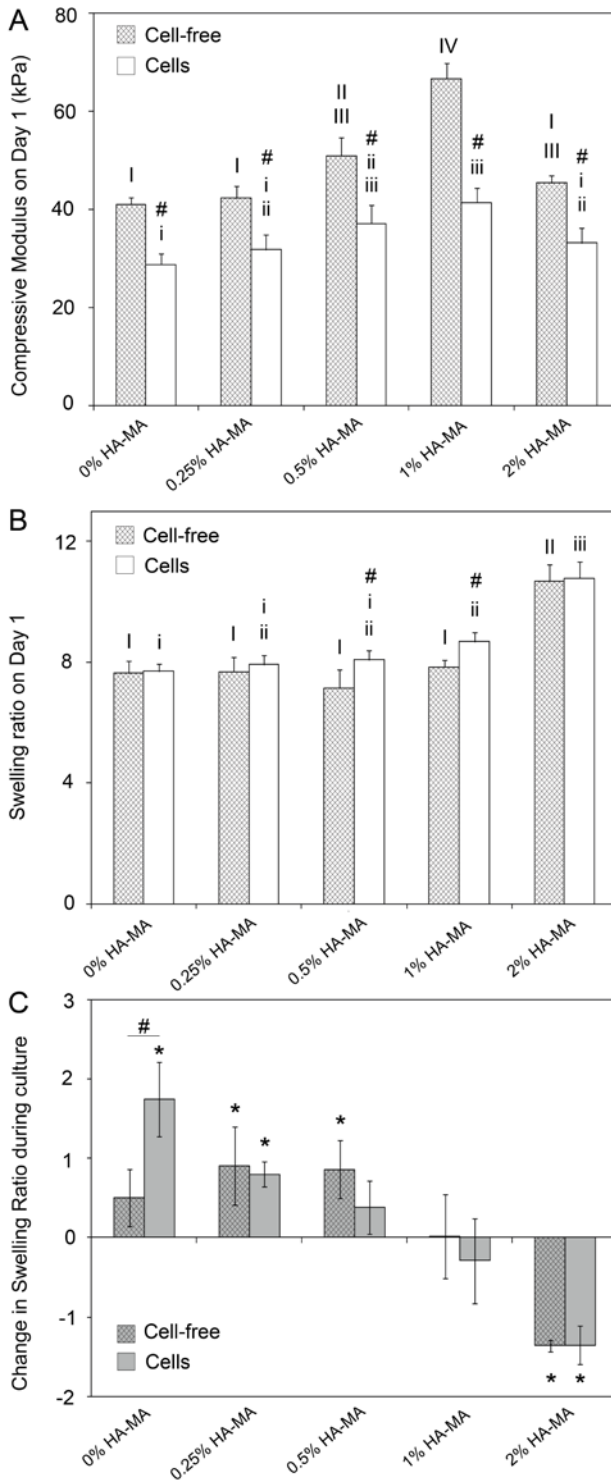 A
Compressive Modulus on Day 1 (kPa)
80
60
40
20
0
Cell-free
Cells
I
#
i
I
#
i
ii
II
III
#
ii
iii
IV
#
iii
I
III
#
i
ii
0% HA-MA
0.25% HA-MA
0.5% HA-MA
1% HA-MA
2% HA-MA
B
Swelling ratio on Day 1
12
8
4
0
Cell-free
Cells
I
i
I
i
ii
I
#
i
ii
I
#
ii
II
iii
0% HA-MA
0.25% HA-MA
0.5% HA-MA
1% HA-MA
2% HA-MA
C
Change in Swelling Ratio during culture
3
2
1
0
-1
-2
#
*
*
*
*
*
*
Cell-free
Cells
0% HA-MA
0.25% HA-MA
0.5% HA-MA
1% HA-MA
2% HA-MA